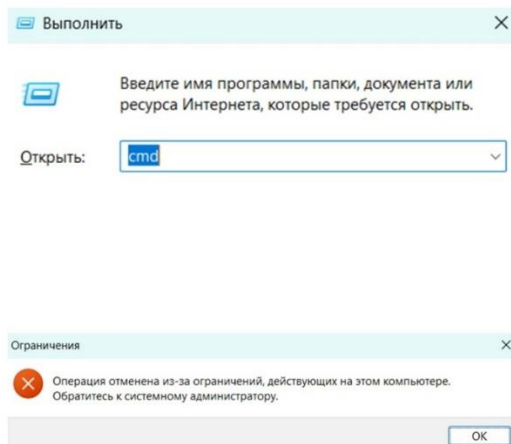 Выполнить
Введите имя программы, папки, документа или
ресурса Интернета, которые требуется открыть.
Открыть: cmd
Ограничения
Операция отменена из-за ограничений, действующих на этом компьютере.
Обратитесь к системному администратору.
ОК